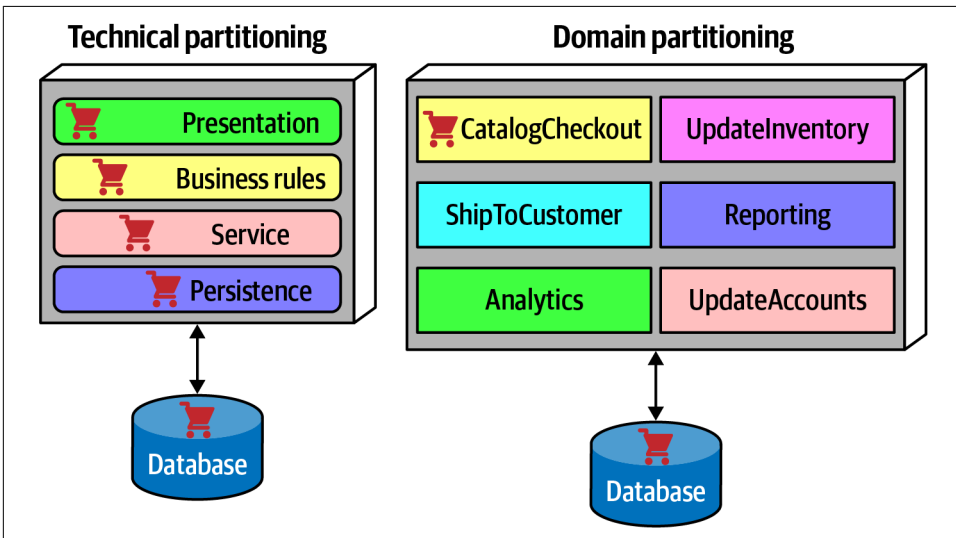 Technical partitioning
Presentation
Business rules
Service
Persistence
Database
Domain partitioning
CatalogCheckout
UpdateInventory
ShipToCustomer
Reporting
Analytics
UpdateAccounts
Database